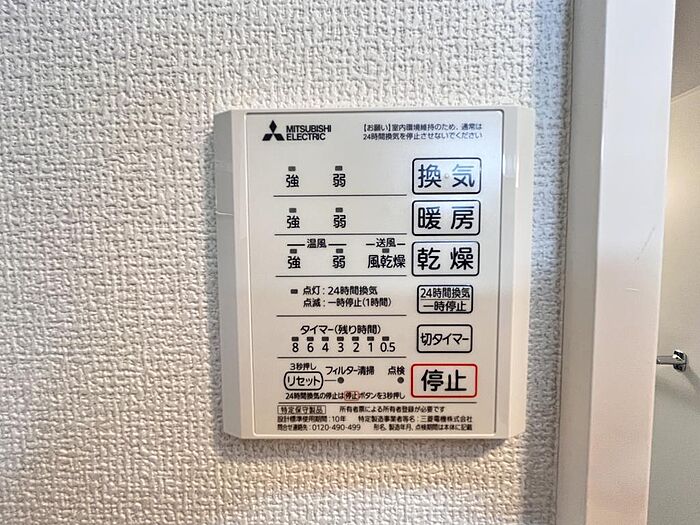 MITSUBISHI
ELECTRIC
【お願い】室内環境維持のため、通常は
24時間換気を停止させないでください
強 弱 換気
強 弱 暖房
温風 送風
強 弱 風乾燥 乾燥
点灯：24時間換気
点滅：一時停止(1時間)
24時間換気
一時停止
タイマー(残り時間)
8 6 4 3 2 1 0.5
切タイマー
3秒押し
リセット フィルター清掃 点検 停止
24時間換気の停止は停止ボタンを3秒押し
特定保守製品 所有者票による所有者登録が必要です
設計標準使用期間：10年 特定製造事業者等名：三菱電機株式会社
問合せ連絡先：0120-490-499 形名、製造年月、点検期間は本体に記載